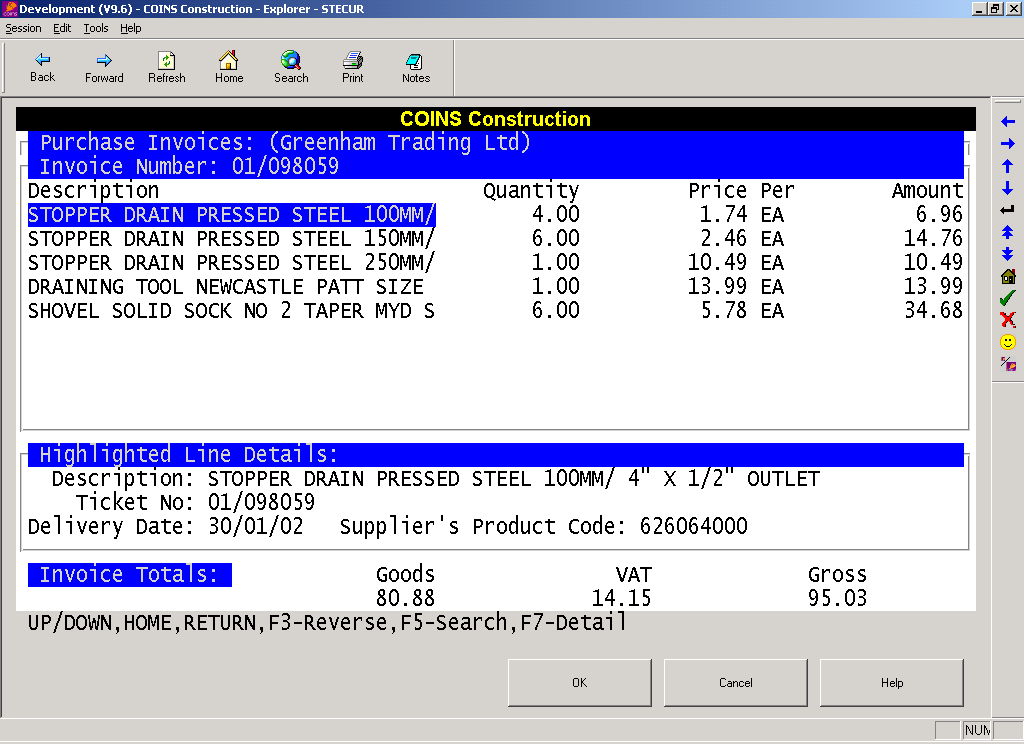 Development (V9.6) - COINS Construction - Explorer - STECUR
Session Edit Tools Help
Back Forward Refresh Home Search Print Notes
COINS Construction
Purchase Invoices: (Greenham Trading Ltd)
Invoice Number: 01/098059
Description Quantity Price Per Amount
STOPPER DRAIN PRESSED STEEL 100MM/ 4.00 1.74 EA 6.96
STOPPER DRAIN PRESSED STEEL 150MM/ 6.00 2.46 EA 14.76
STOPPER DRAIN PRESSED STEEL 250MM/ 1.00 10.49 EA 10.49
DRAINING TOOL NEWCASTLE PATT SIZE 1.00 13.99 EA 13.99
SHOVEL SOLID SOCK NO 2 TAPER MYD S 6.00 5.78 EA 34.68
Highlighted Line Details:
Description: STOPPER DRAIN PRESSED STEEL 100MM/ 4" X 1/2" OUTLET
Ticket No: 01/098059
Delivery Date: 30/01/02 Supplier's Product Code: 626064000
Invoice Totals: Goods VAT Gross
80.88 14.15 95.03
UP/DOWN,HOME,RETURN,F3-Reverse,F5-Search,F7-Detail
OK Cancel Help
NUM